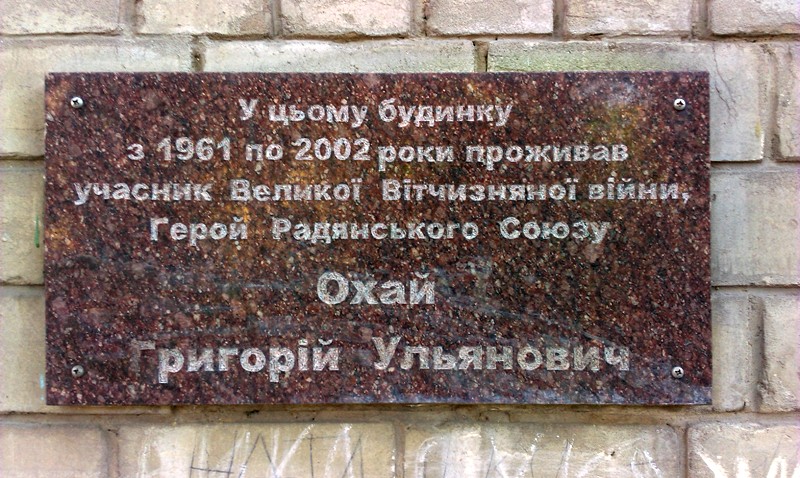 У цьому будинку
з 1961 по 2002 роки проживав
учасник Великої Вітчизняної війни,
Герой Радянського Союзу
Охай
Григорій Ульянович